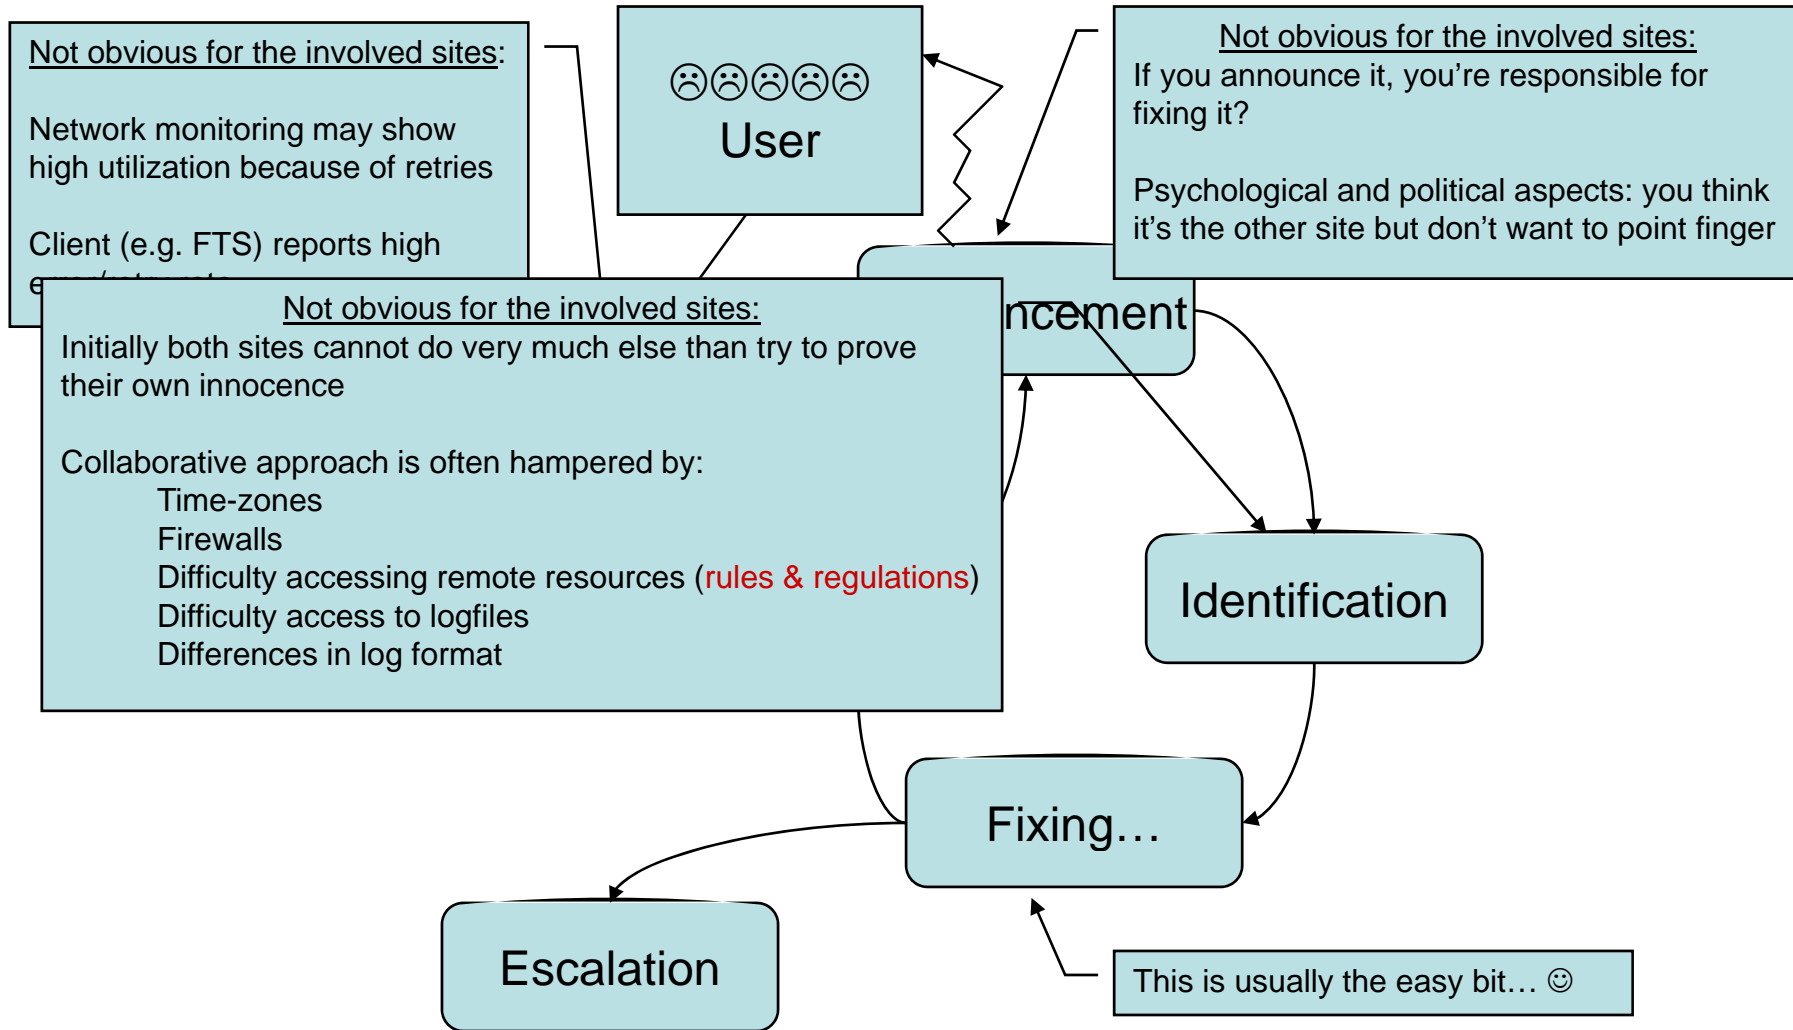 Not obvious for the involved sites:
Network monitoring may show
high utilization because of retries
Client (e.g. FTS) reports high
☹☹☹☹☹
User
Not obvious for the involved sites:
If you announce it, you’re responsible for
fixing it?
Psychological and political aspects: you think
it’s the other site but don’t want to point finger
ncement
Not obvious for the involved sites:
Initially both sites cannot do very much else than try to prove
their own innocence
Collaborative approach is often hampered by:
Time-zones
Firewalls
Difficulty accessing remote resources (rules & regulations)
Difficulty access to logfiles
Differences in log format
Identification
Fixing…
Escalation
This is usually the easy bit… ☺